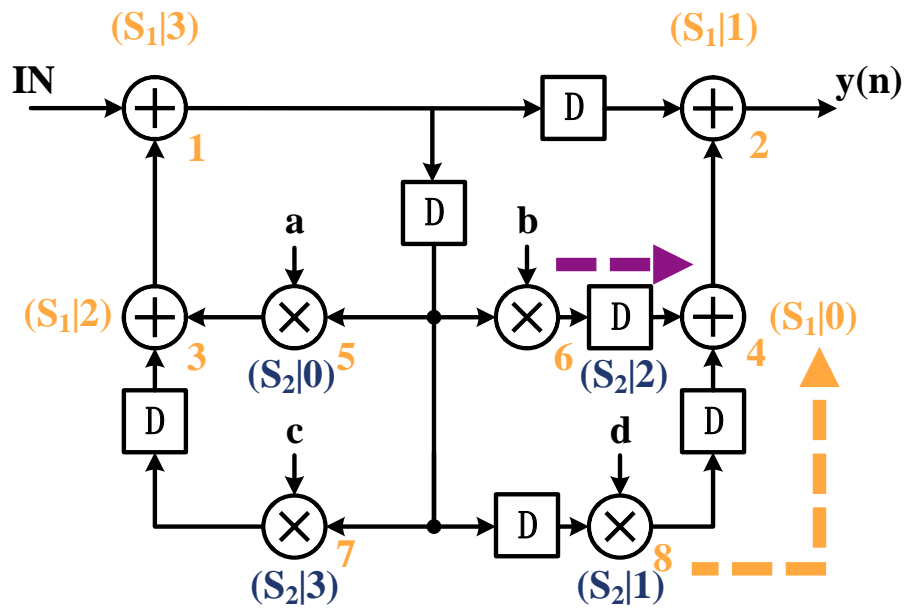 (S₁|3) (S₁|1)
IN D y(n)
1 2
D
a b
(S₁|2) D (S₁|0)
3 5 6 4
(S₂|0) (S₂|2)
D D
c d
D
7 8
(S₂|3) (S₂|1)